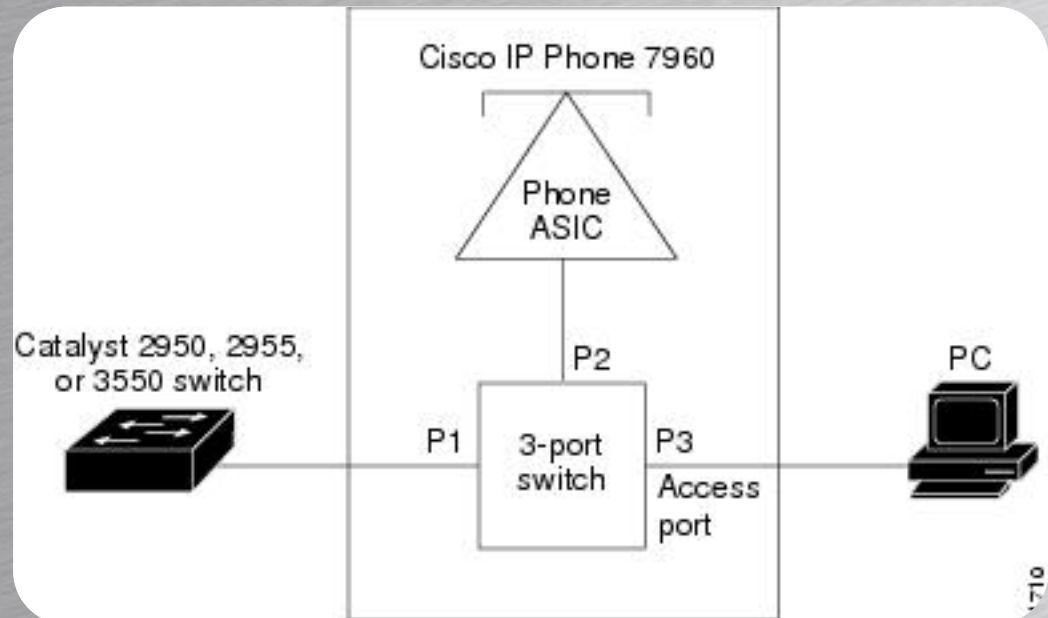 Cisco IP Phone 7960
Phone
ASIC
Catalyst 2950, 2955,
or 3550 switch
P2
PC
P1
3-port
switch
P3
Access
port